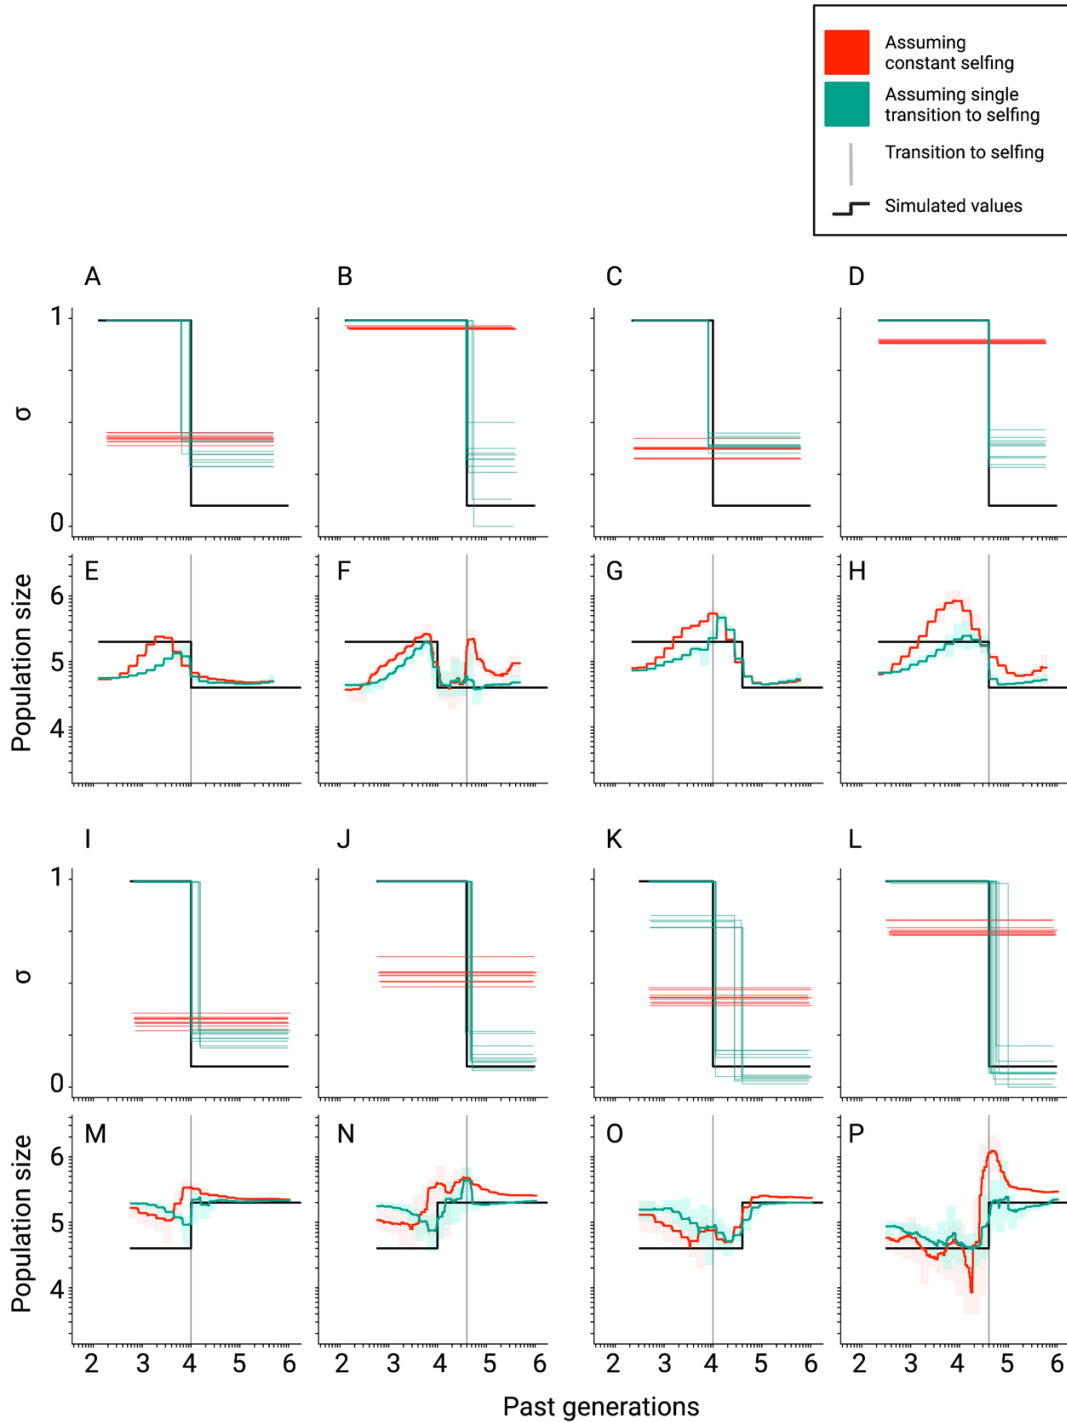 Assuming
constant selfing
Assuming single
transition to selfing
Transition to selfing
Simulated values
A B C D
1
σ
0
E F G H
Population size
6
5
4
I J K L
1
σ
0
M N O P
Population size
6
5
4
2 3 4 5 6 2 3 4 5 6 2 3 4 5 6 2 3 4 5 6
Past generations